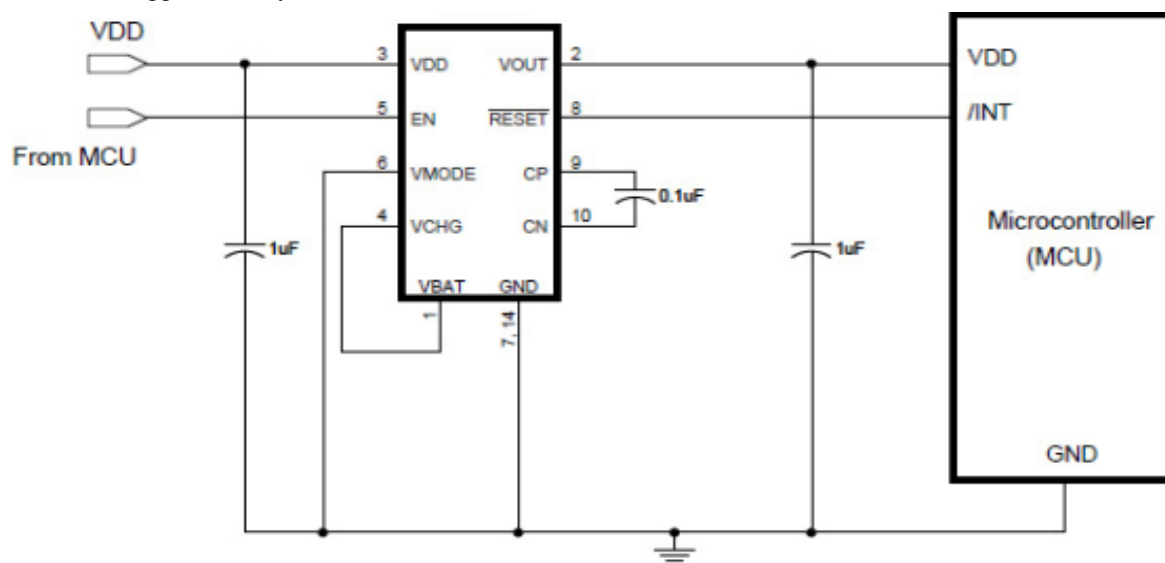 VDD
From MCU
3
5
6
4
VDD
EN
VMODE
VCHG
VBAT
GND
VOUT
RESET
CP
CN
1
7, 14
2
8
9
10
0.1uF
1uF
1uF
VDD
/INT
Microcontroller
(MCU)
GND